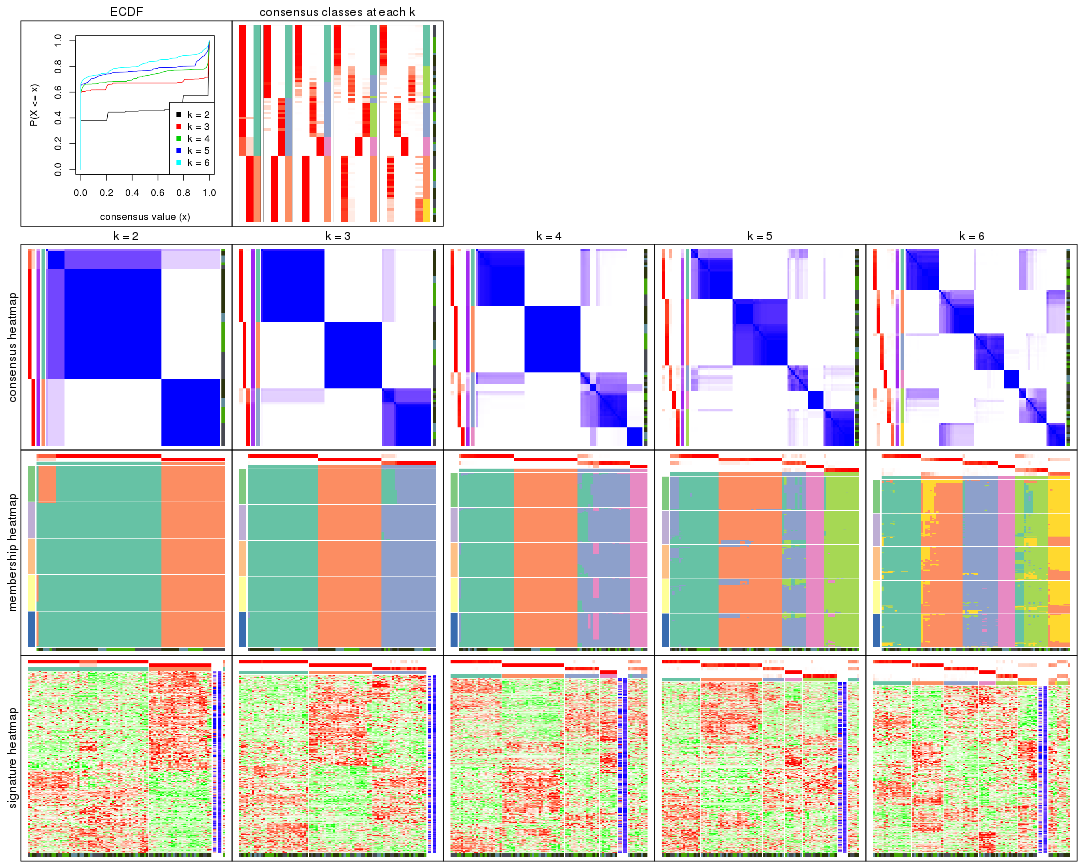 ECDF
consensus classes at each k
P(X <= x)
0.0 0.2 0.4 0.6 0.8 1.0
k = 2
k = 3
k = 4
k = 5
k = 6
0.0 0.2 0.4 0.6 0.8 1.0
consensus value (x)
k = 2
k = 3
k = 4
k = 5
k = 6
consensus heatmap
membership heatmap
signature heatmap